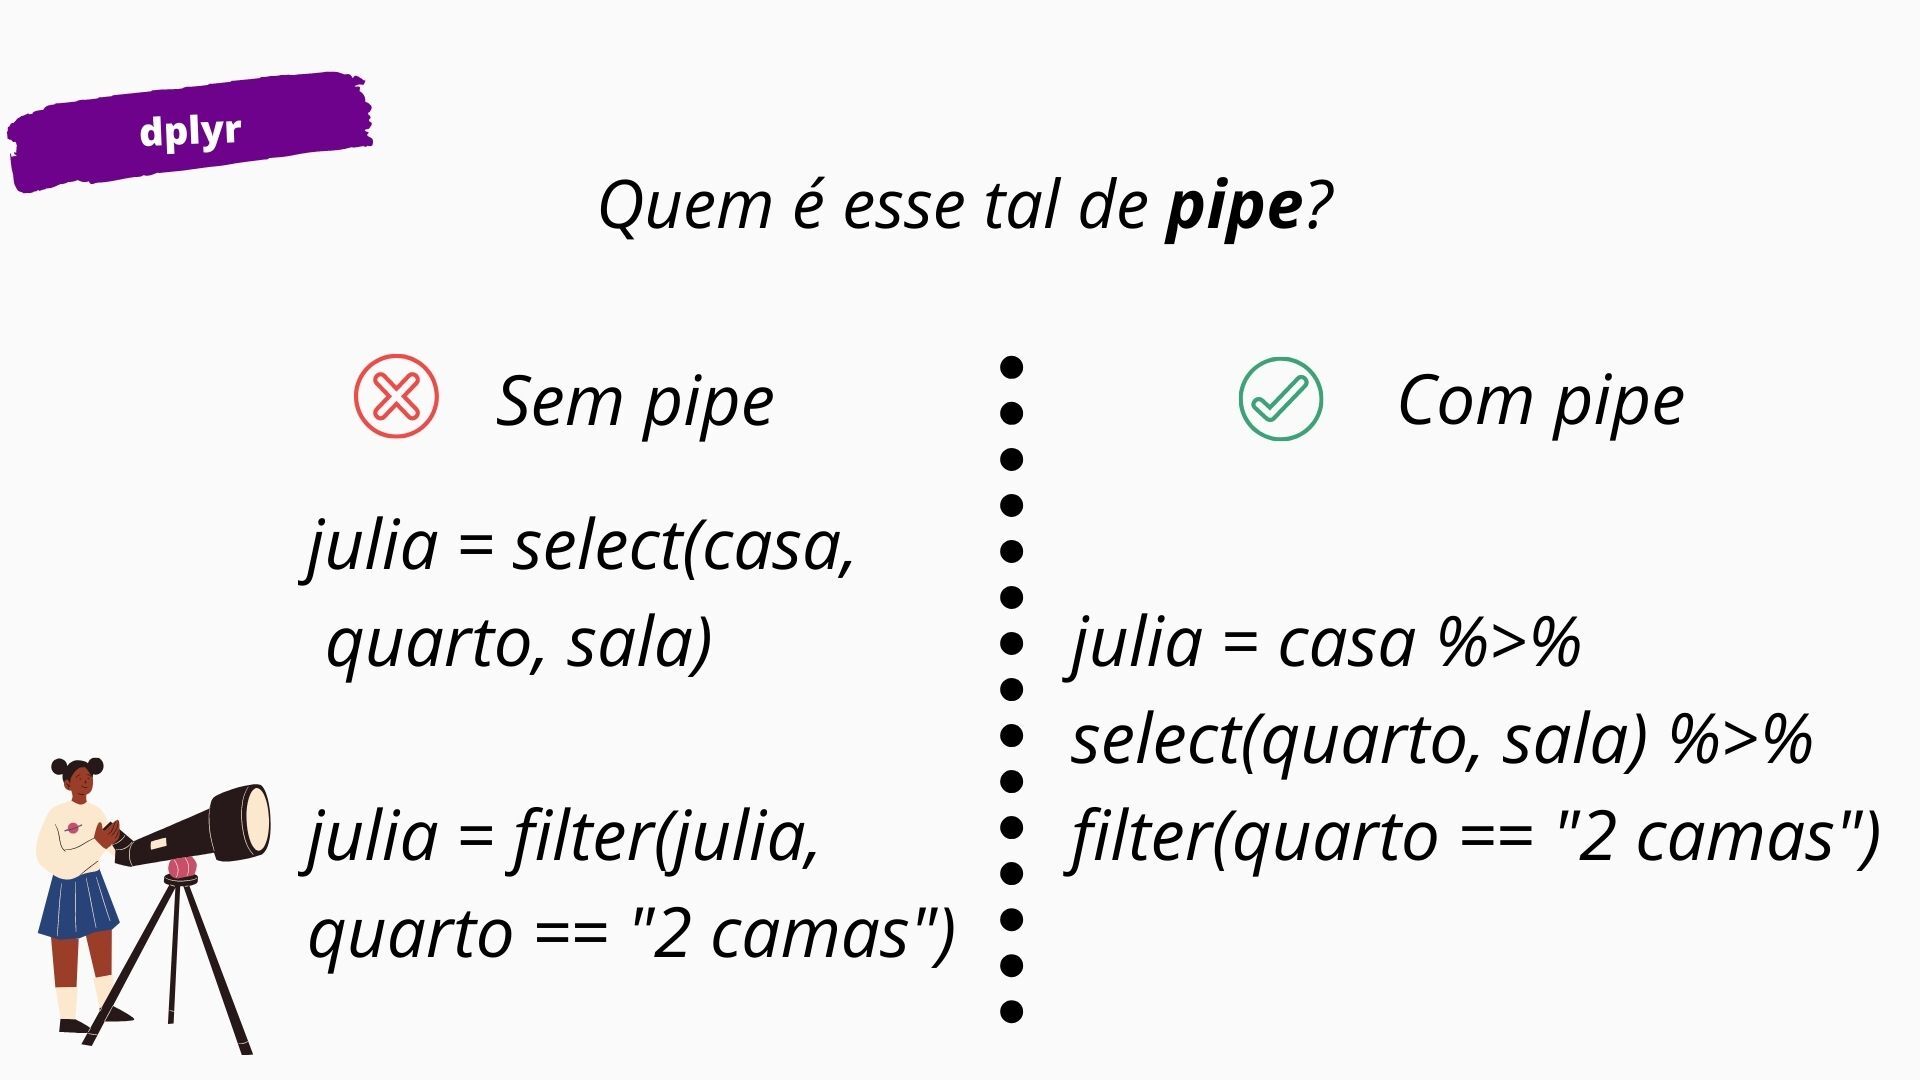 dplyr
Quem é esse tal de pipe?
Sem pipe
julia = select(casa,
quarto, sala)
julia = filter(julia,
quarto == "2 camas")
Com pipe
julia = casa %>%
select(quarto, sala) %>%
filter(quarto == "2 camas")